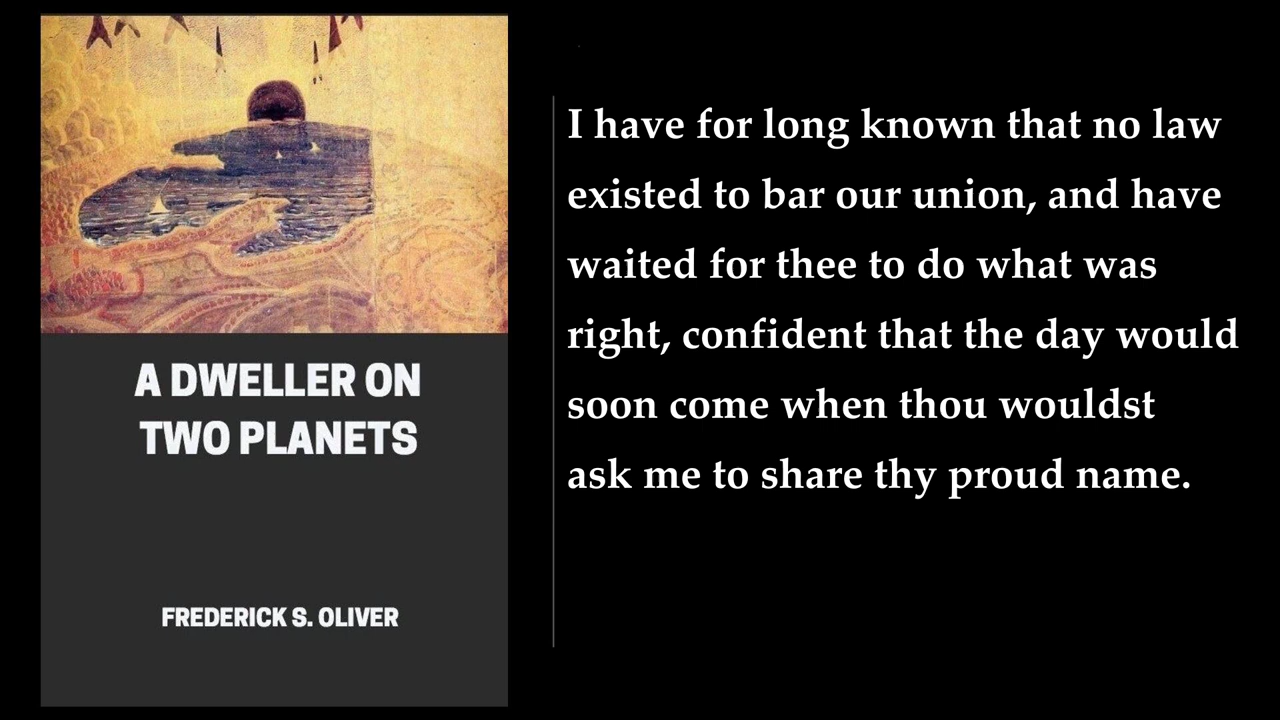 A DWELLER ON
TWO PLANETS
FREDERICK S. OLIVER
I have for long known that no law
existed to bar our union, and have
waited for thee to do what was
right, confident that the day would
soon come when thou wouldst
ask me to share thy proud name.